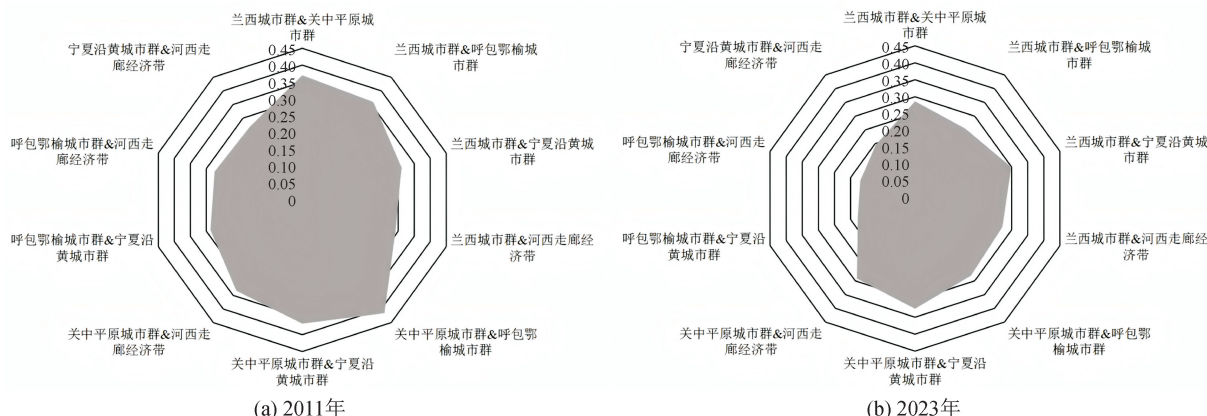 兰西城市群&关中平原城
市群
兰西城市群&呼包鄂榆城
市群
兰西城市群&宁夏沿黄城
市群
兰西城市群&河西走廊经
济带
关中平原城市群&呼包鄂
榆城市群
关中平原城市群&宁夏沿
黄城市群
关中平原城市群&河西走
廊经济带
呼包鄂榆城市群&宁夏沿
黄城市群
呼包鄂榆城市群&河西走
廊经济带
宁夏沿黄城市群&河西走
廊经济带
0.45
0.40
0.35
0.30
0.25
0.20
0.15
0.10
0.05
0
(a) 2011年
兰西城市群&关中平原城
市群
兰西城市群&呼包鄂榆城
市群
兰西城市群&宁夏沿黄城
市群
兰西城市群&河西走廊经
济带
关中平原城市群&呼包鄂
榆城市群
关中平原城市群&宁夏沿
黄城市群
关中平原城市群&河西走
廊经济带
呼包鄂榆城市群&宁夏沿
黄城市群
呼包鄂榆城市群&河西走
廊经济带
宁夏沿黄城市群&河西走
廊经济带
0.45
0.40
0.35
0.30
0.25
0.20
0.15
0.10
0.05
0
(b) 2023年